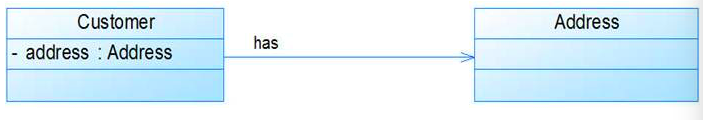 Customer
- address : Address
has
Address